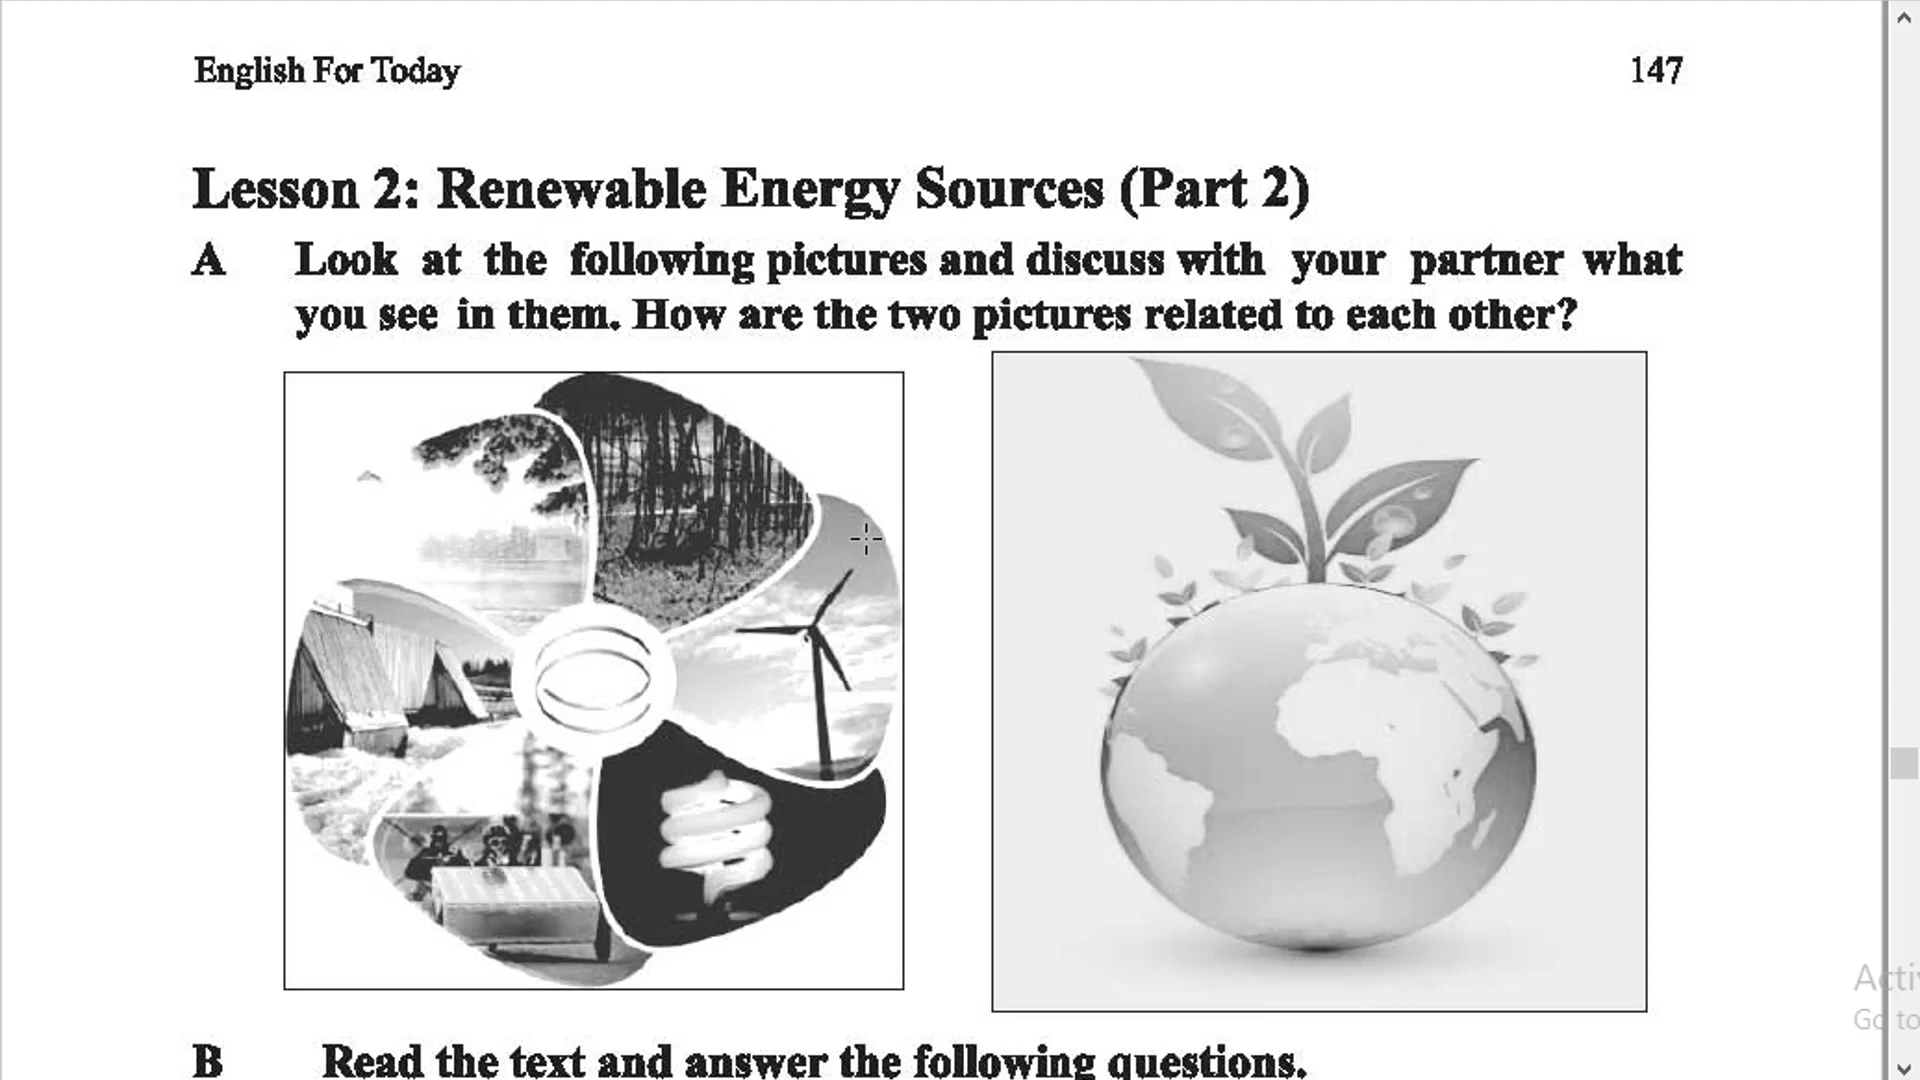 English For Today 147
Lesson 2: Renewable Energy Sources (Part 2)
A Look at the following pictures and discuss with your partner what
you see in them. How are the two pictures related to each other?
B Read the text and answer the following questions.
Go to